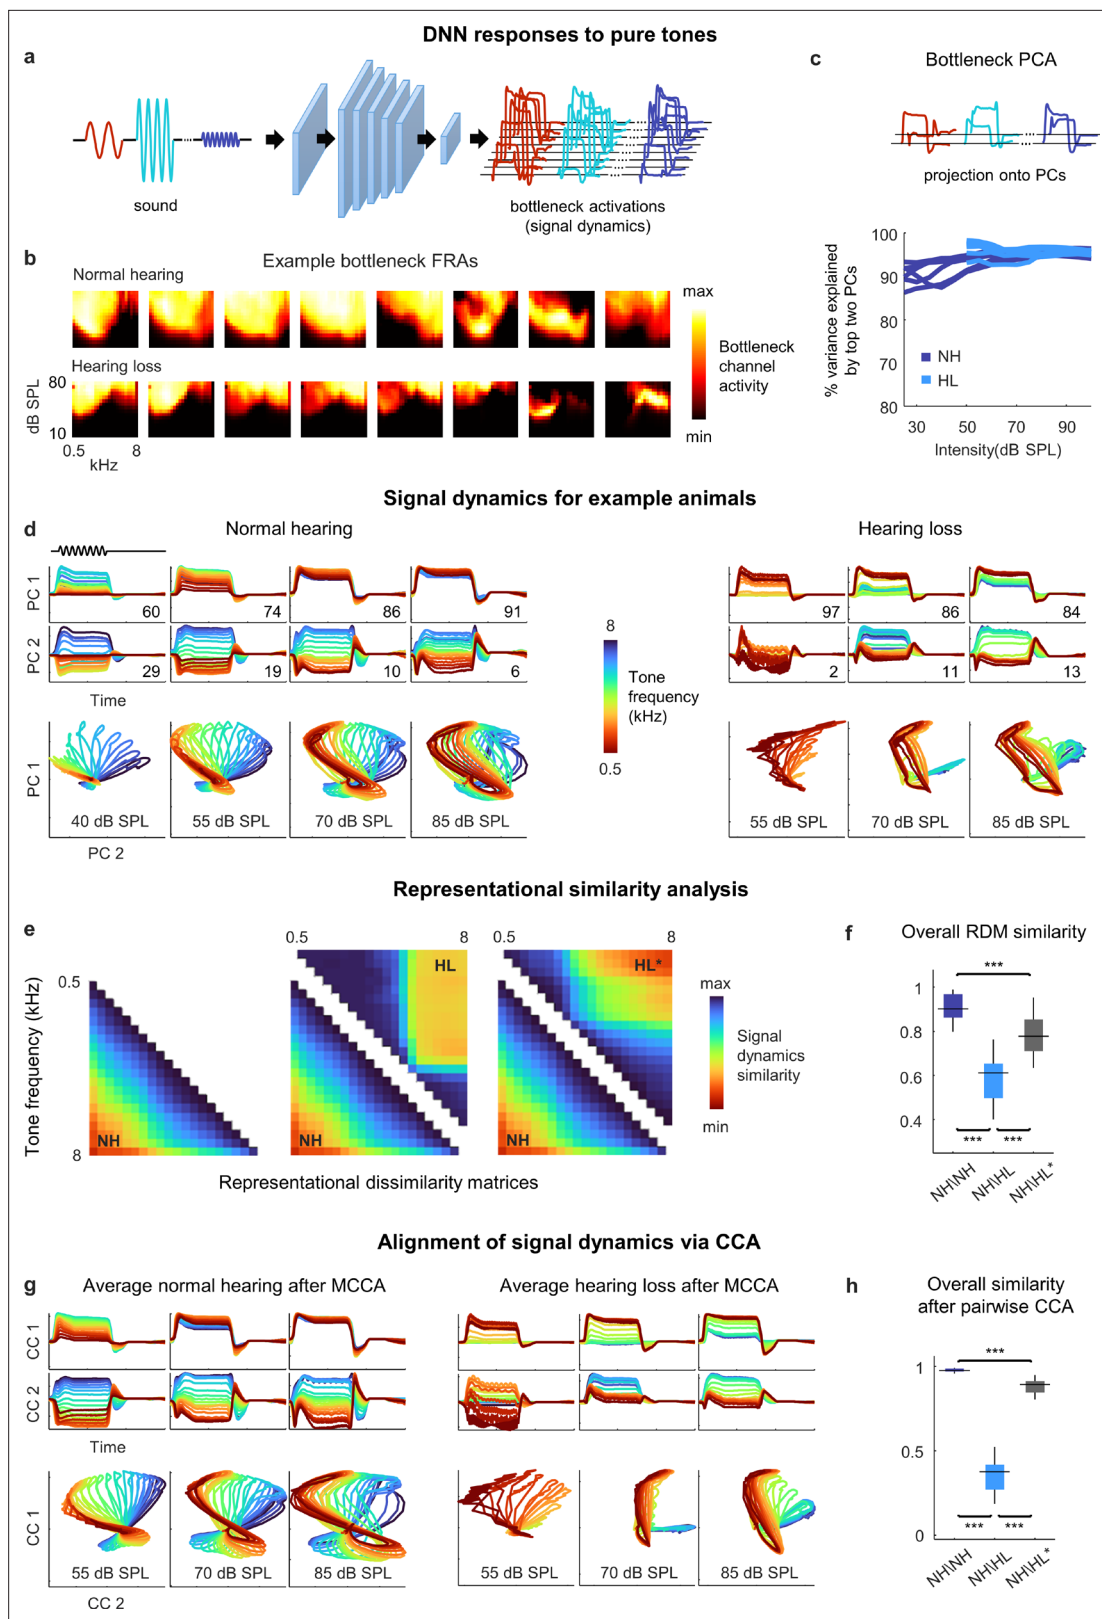 DNN responses to pure tones
a
sound
bottleneck activations
(signal dynamics)
c
Bottleneck PCA
projection onto PCs
% variance explained
by top two PCs
100
90
70
80
NH
HL
30
50
70
90
Intensity(dB SPL)
b
Example bottleneck FRAs
Normal hearing
Hearing loss
80
dB SPL
10
0.5
8
kHz
max
Bottleneck
channel
activity
min
Signal dynamics for example animals
d
Normal hearing
Hearing loss
PC 1
60
74
86
91
97
86
84
PC 2
29
19
10
6
2
11
13
Time
8
Tone
frequency
(kHz)
0.5
PC 1
40 dB SPL
55 dB SPL
70 dB SPL
85 dB SPL
55 dB SPL
70 dB SPL
85 dB SPL
PC 2
Representational similarity analysis
e
0.5
8
0.5
8
HL
HL*
0.5
Tone frequency (kHz)
8
NH
NH
max
Signal
dynamics
similarity
min
Representational dissimilarity matrices
f
Overall RDM similarity
***
1
0.8
0.6
0.4
***
***
NH\NH
NH\HL
NH\HL*
Alignment of signal dynamics via CCA
g
Average normal hearing after MCCA
Average hearing loss after MCCA
CC 1
CC 2
Time
CC 1
55 dB SPL
70 dB SPL
85 dB SPL
55 dB SPL
70 dB SPL
85 dB SPL
CC 2
h
Overall similarity
after pairwise CCA
***
1
0.5
0
***
***
NH\NH
NH\HL
NH\HL*